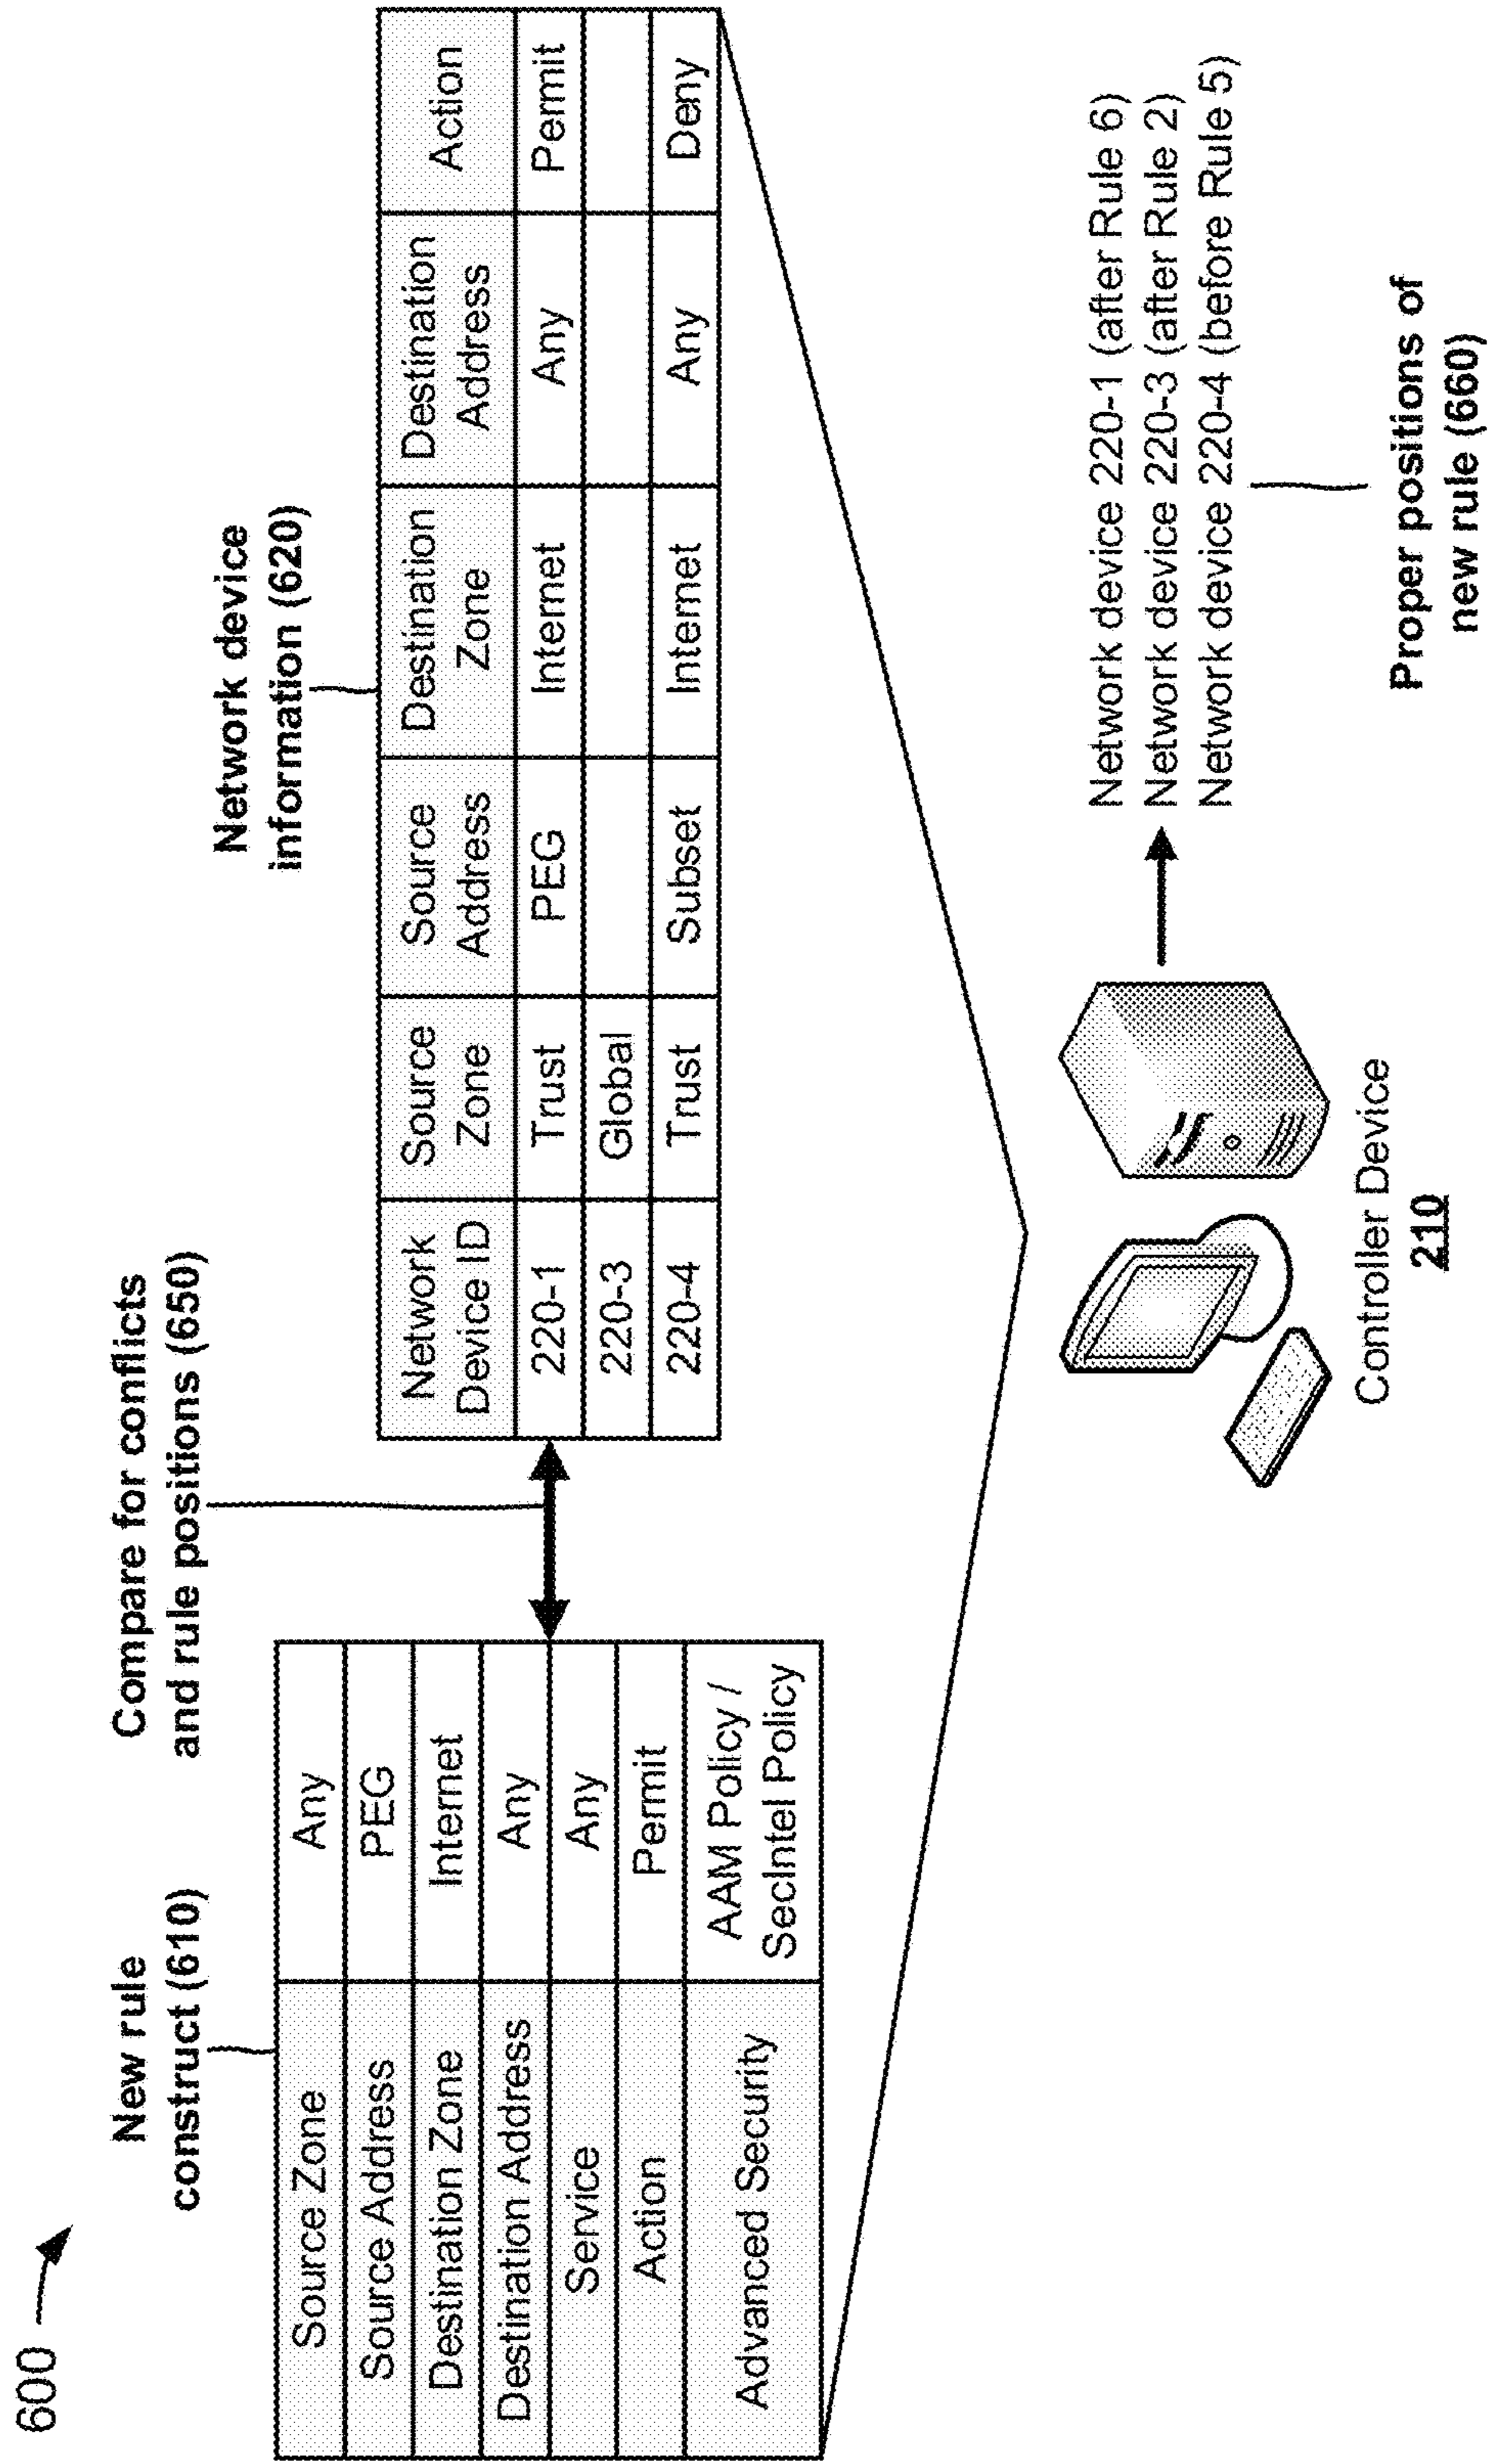 600
New rule
construct (610)
Source Zone Any
Source Address PEG
Destination Zone Internet
Destination Address Any
Service Any
Action Permit
Advanced Security AAM Policy /
SecIntel Policy
Compare for conflicts
and rule positions (650)
Network device
information (620)
Network Source Source Destination Destination Action
Device ID Zone Address Zone Address
220-1 Trust PEG Internet Any Permit
220-3 Global
220-4 Trust Subset Internet Any Deny
Controller Device
210
Network device 220-1 (after Rule 6)
Network device 220-3 (after Rule 2)
Network device 220-4 (before Rule 5)
Proper positions of
new rule (660)